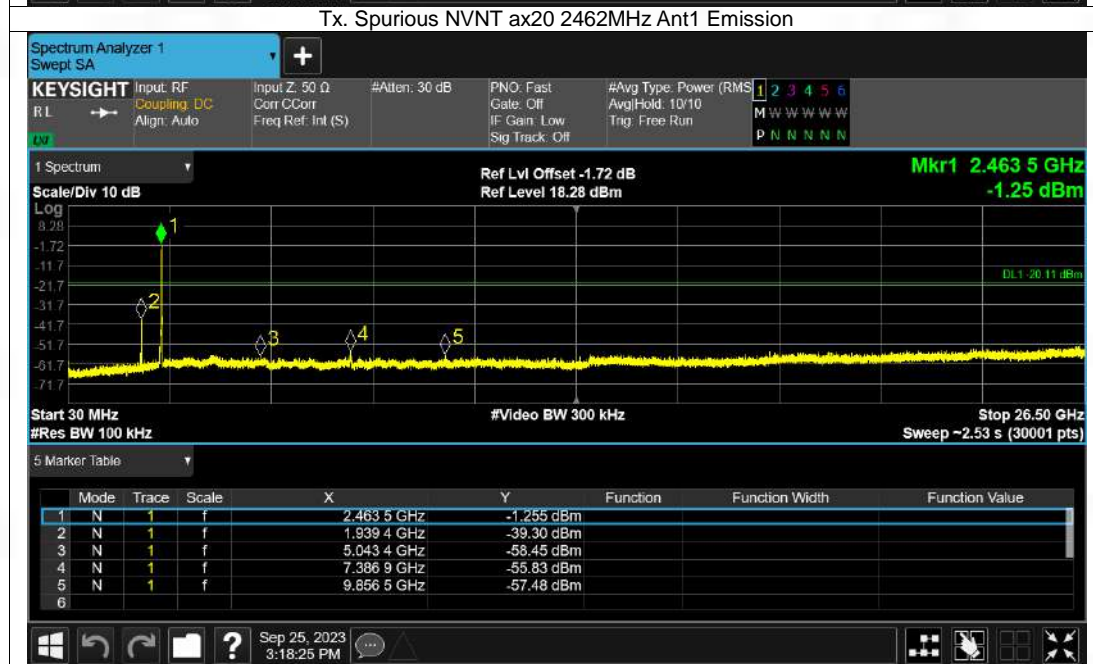 Tx. Spurious NVNT ax20 2462MHz Ant1 Emission
Spectrum Analyzer 1
Swept SA
+
KEYSIGHT Input: RF Input Z: 50 Ω #Atten: 30 dB PNO: Fast #Avg Type: Power (RMS 1 2 3 4 5 6
RL Coupling: DC Corr CCorr Gate: Off Avg|Hold: 10/10 M W W W W W
Align: Auto Freq Ref: Int (S) IF Gain: Low Trig: Free Run
LXI Sig Track: Off P N N N N N
1 Spectrum Ref Lvl Offset -1.72 dB Mkr1 2.463 5 GHz
Scale/Div 10 dB Ref Level 18.28 dBm -1.25 dBm
Log
8.28
1
-1.72
-11.7
DL1 -20.11 dBm
-21.7
2
-31.7
-41.7
3 4 5
-51.7
-61.7
-71.7
Start 30 MHz #Video BW 300 kHz Stop 26.50 GHz
#Res BW 100 kHz Sweep ~2.53 s (30001 pts)
5 Marker Table
Mode Trace Scale X Y Function Function Width Function Value
1 N 1 f 2.463 5 GHz -1.255 dBm
2 N 1 f 1.939 4 GHz -39.30 dBm
3 N 1 f 5.043 4 GHz -58.45 dBm
4 N 1 f 7.386 9 GHz -55.83 dBm
5 N 1 f 9.856 5 GHz -57.48 dBm
6
? Sep 25, 2023
3:18:25 PM